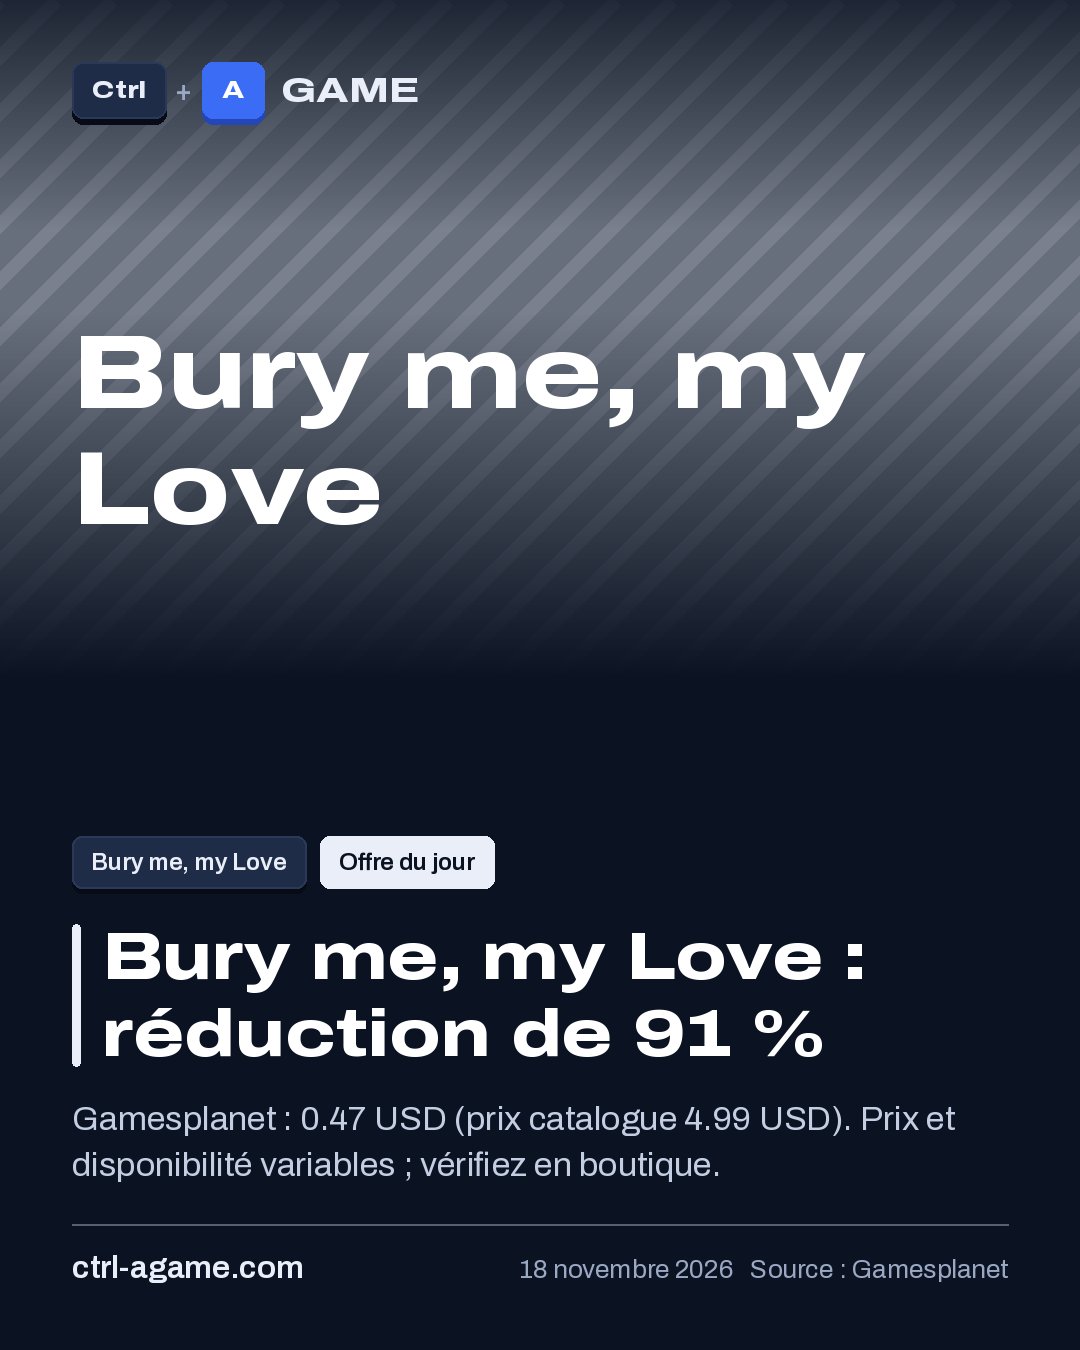 Ctrl + A GAME
Bury me, my
Love
Bury me, my Love Offre du jour
Bury me, my Love :
réduction de 91 %
Gamesplanet : 0.47 USD (prix catalogue 4.99 USD). Prix et
disponibilité variables ; vérifiez en boutique.
ctrl-agame.com 18 novembre 2026 Source : Gamesplanet